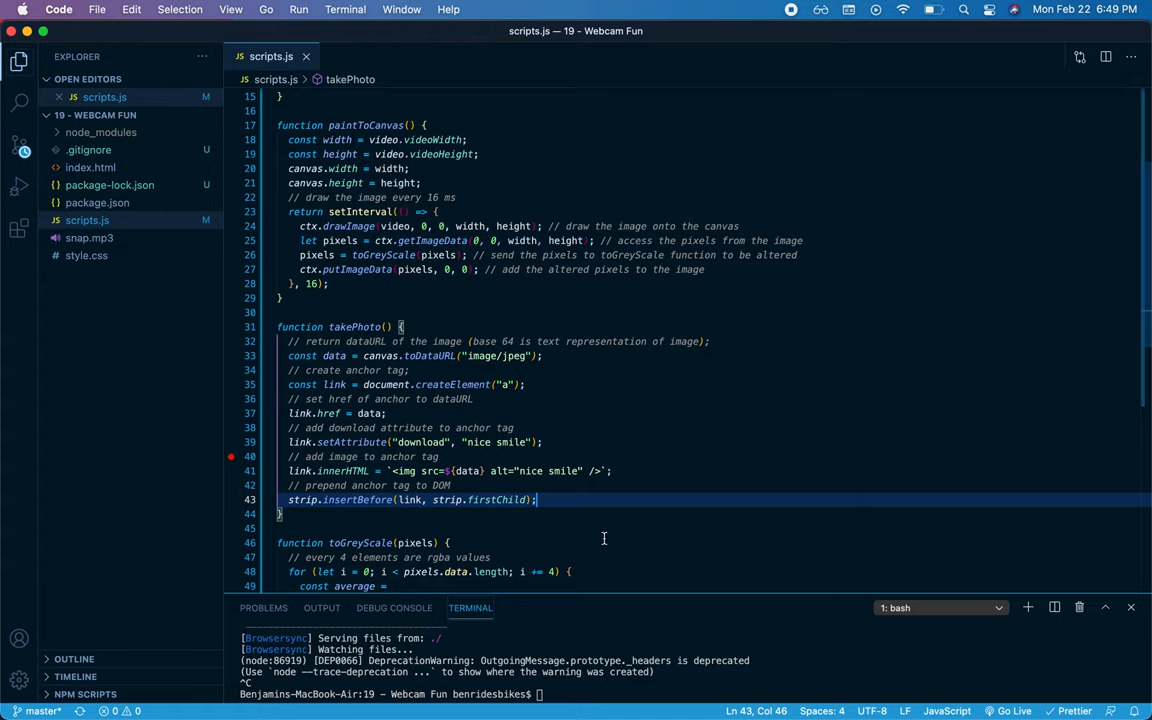 Code File Edit Selection View Go Run Terminal Window Help Mon Feb 22 6:49 PM
scripts.js — 19 - Webcam Fun
EXPLORER
OPEN EDITORS
JS scripts.js M
19 - WEBCAM FUN
node_modules
.gitignore U
index.html
package-lock.json U
package.json
scripts.js M
snap.mp3
style.css
OUTLINE
TIMELINE
NPM SCRIPTS
JS scripts.js
JS scripts.js > takePhoto
15 }
16
17 function paintToCanvas() {
18 const width = video.videoWidth;
19 const height = video.videoHeight;
20 canvas.width = width;
21 canvas.height = height;
22 // draw the image every 16 ms
23 return setInterval(() => {
24 ctx.drawImage(video, 0, 0, width, height); // draw the image onto the canvas
25 let pixels = ctx.getImageData(0, 0, width, height); // access the pixels from the image
26 pixels = toGreyScale(pixels); // send the pixels to toGreyScale function to be altered
27 ctx.putImageData(pixels, 0, 0); // add the altered pixels to the image
28 }, 16);
29 }
30
31 function takePhoto() {
32 // return dataURL of the image (base 64 is text representation of image);
33 const data = canvas.toDataURL("image/jpeg");
34 // create anchor tag;
35 const link = document.createElement("a");
36 // set href of anchor to dataURL
37 link.href = data;
38 // add download attribute to anchor tag
39 link.setAttribute("download", "nice smile");
40 // add image to anchor tag
41 link.innerHTML = `<img src=${data} alt="nice smile" />`;
42 // prepend anchor tag to DOM
43 strip.insertBefore(link, strip.firstChild);
44 }
45
46 function toGreyScale(pixels) {
47 // every 4 elements are rgba values
48 for (let i = 0; i < pixels.data.length; i += 4) {
49 const average =
PROBLEMS OUTPUT DEBUG CONSOLE TERMINAL 1: bash
[Browsersync] Serving files from: ./
[Browsersync] Watching files...
(node:86919) [DEP0066] DeprecationWarning: OutgoingMessage.prototype._headers is deprecated
(Use `node --trace-deprecation ...` to show where the warning was created)
^C
Benjamins-MacBook-Air:19 - Webcam Fun benridesbikes$
master* 0 0 Ln 43, Col 46 Spaces: 4 UTF-8 LF JavaScript Go Live Prettier